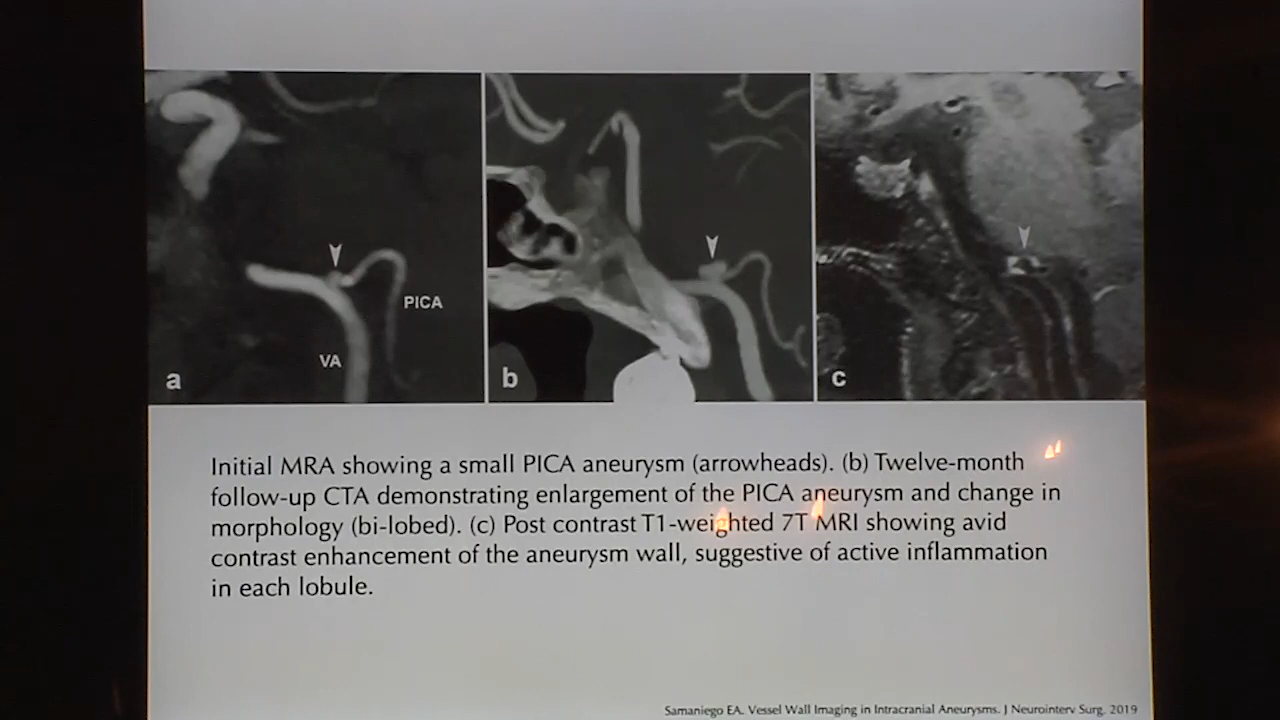 PICA
VA
a
b
c
Initial MRA showing a small PICA aneurysm (arrowheads). (b) Twelve-month
follow-up CTA demonstrating enlargement of the PICA aneurysm and change in
morphology (bi-lobed). (c) Post contrast T1-weighted 7T MRI showing avid
contrast enhancement of the aneurysm wall, suggestive of active inflammation
in each lobule.
Samaniego EA. Vessel Wall Imaging in Intracranial Aneurysms. J Neurointerv Surg. 2019